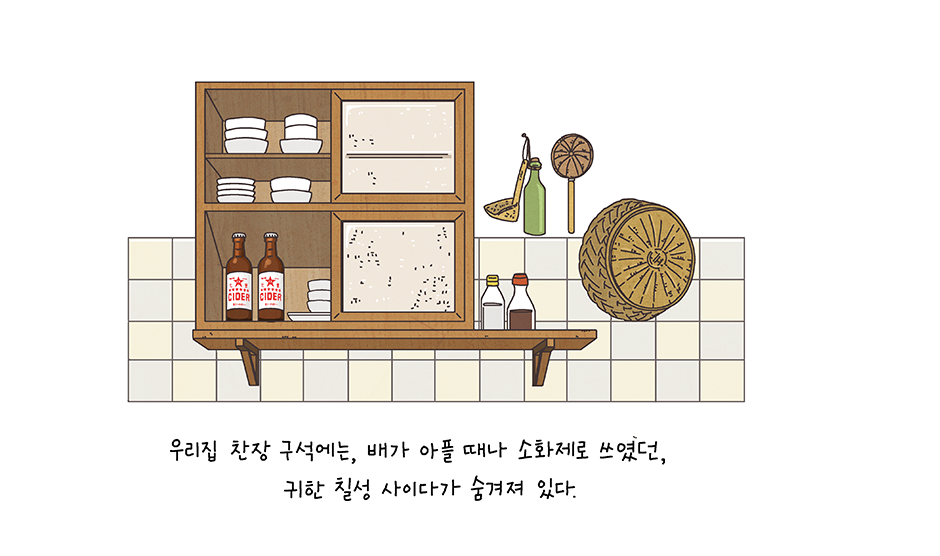 CIDER
CIDER
우리집 찬장 구석에는, 배가 아플 때나 소화제로 쓰였던,
귀한 칠성 사이다가 숨겨져 있다.